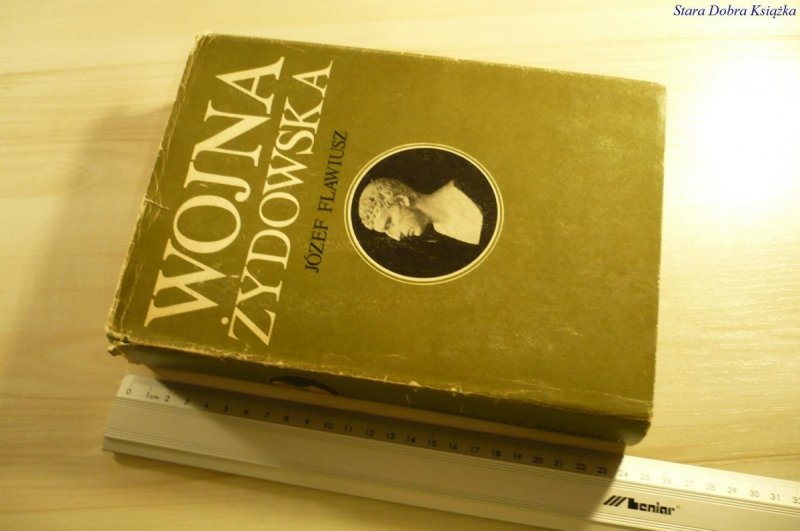 Stara Dobra Książka
WOJNA
ŻYDOWSKA
JÓZEF FLAWIUSZ
0 1cm 2 3 4 5 6 7 8 9 10 11 12 13 14 15 16 17 18 19 20 21 22 23 24 25 26 27 28 29 30 31 32
Leniar